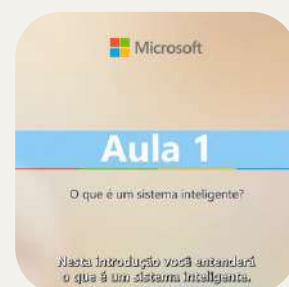 Microsoft
Aula 1
O que é um sistema inteligente?
Nesta introdução você entenderá
o que é um sistema inteligente.